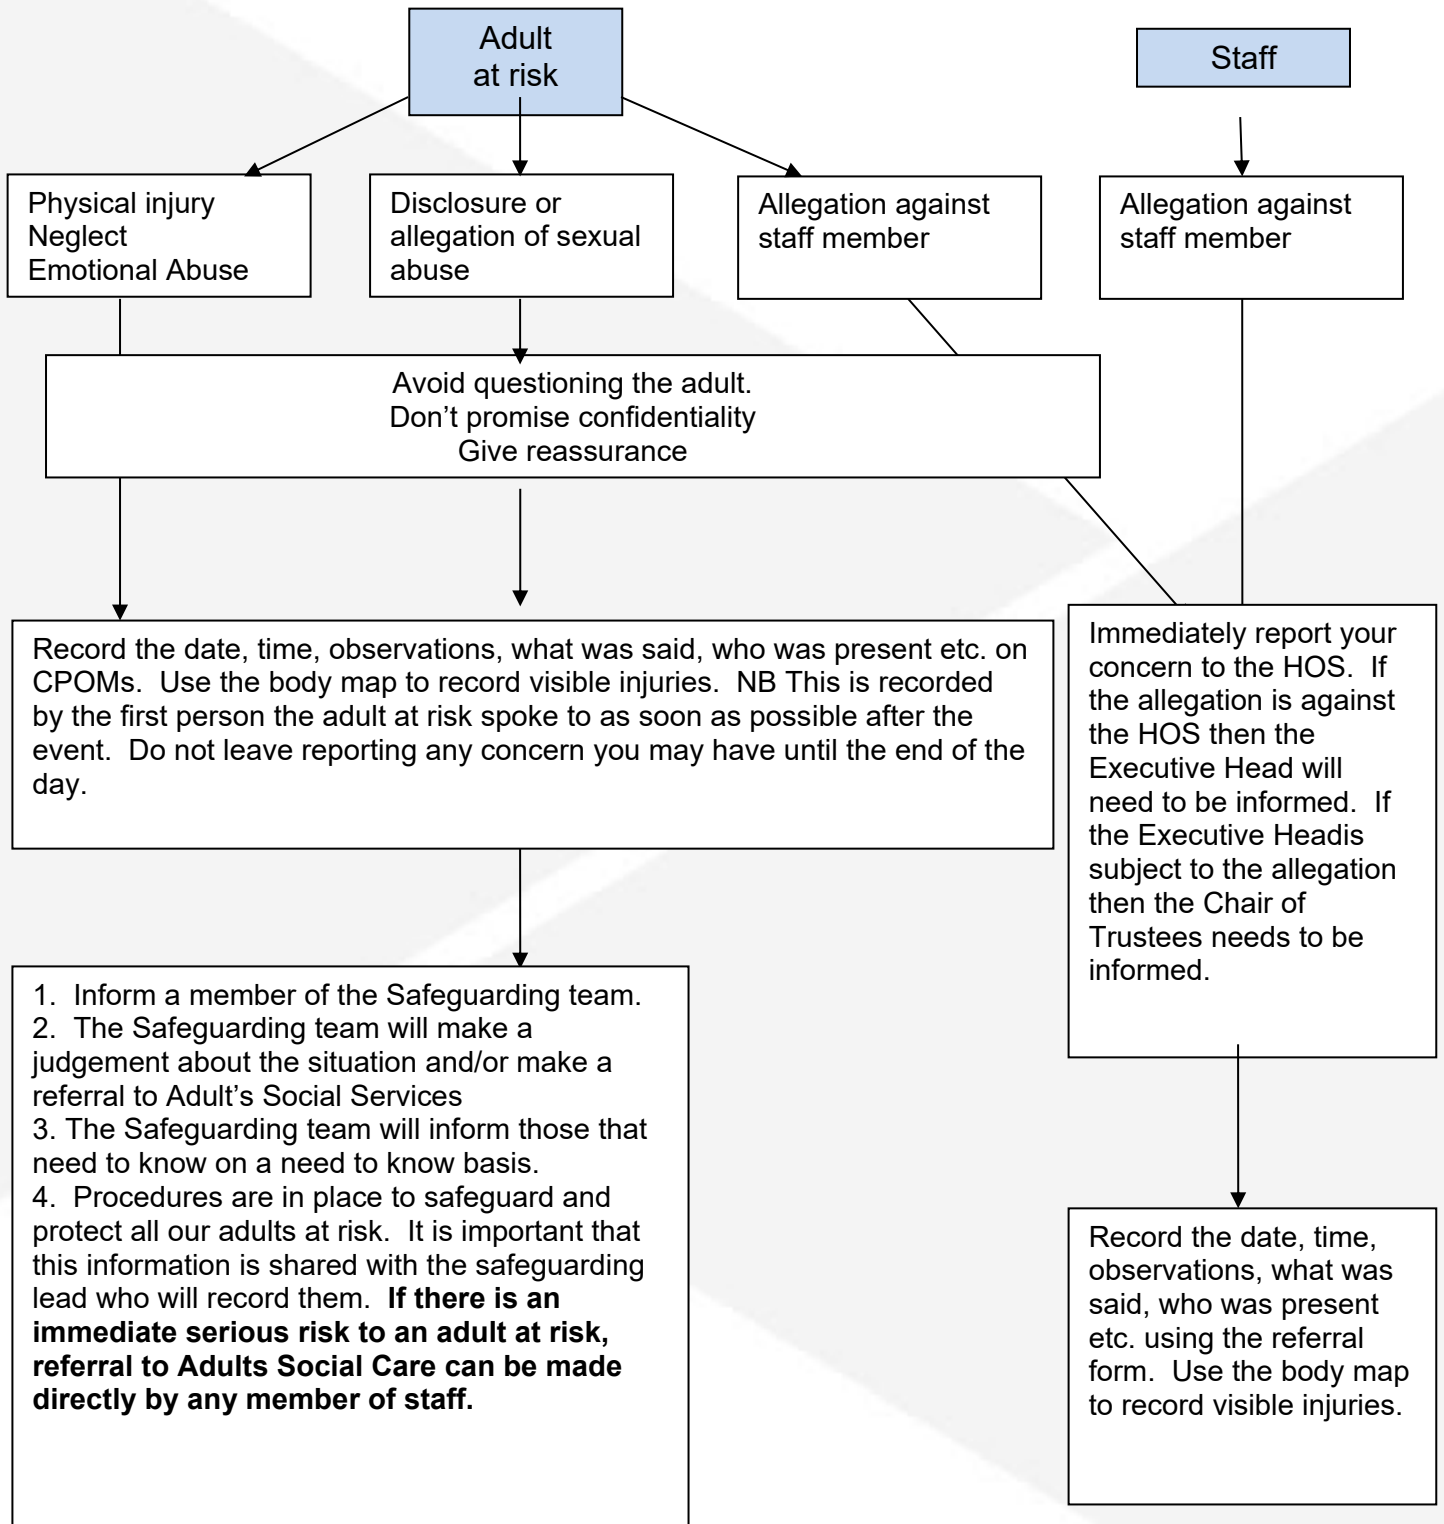 Adult
at risk
Staff
Physical injury
Neglect
Emotional Abuse
Disclosure or
allegation of sexual
abuse
Allegation against
staff member
Allegation against
staff member
Avoid questioning the adult.
Don’t promise confidentiality
Give reassurance
Record the date, time, observations, what was said, who was present etc. on
CPOMs.  Use the body map to record visible injuries.  NB This is recorded
by the first person the adult at risk spoke to as soon as possible after the
event.  Do not leave reporting any concern you may have until the end of the
day.
Immediately report your
concern to the HOS.  If
the allegation is against
the HOS then the
Executive Head will
need to be informed.  If
the Executive Headis
subject to the allegation
then the Chair of
Trustees needs to be
informed.
1.  Inform a member of the Safeguarding team.
2.  The Safeguarding team will make a
judgement about the situation and/or make a
referral to Adult’s Social Services
3. The Safeguarding team will inform those that
need to know on a need to know basis.
4.  Procedures are in place to safeguard and
protect all our adults at risk.  It is important that
this information is shared with the safeguarding
lead who will record them.  If there is an
immediate serious risk to an adult at risk,
referral to Adults Social Care can be made
directly by any member of staff.
Record the date, time,
observations, what was
said, who was present
etc. using the referral
form.  Use the body map
to record visible injuries.